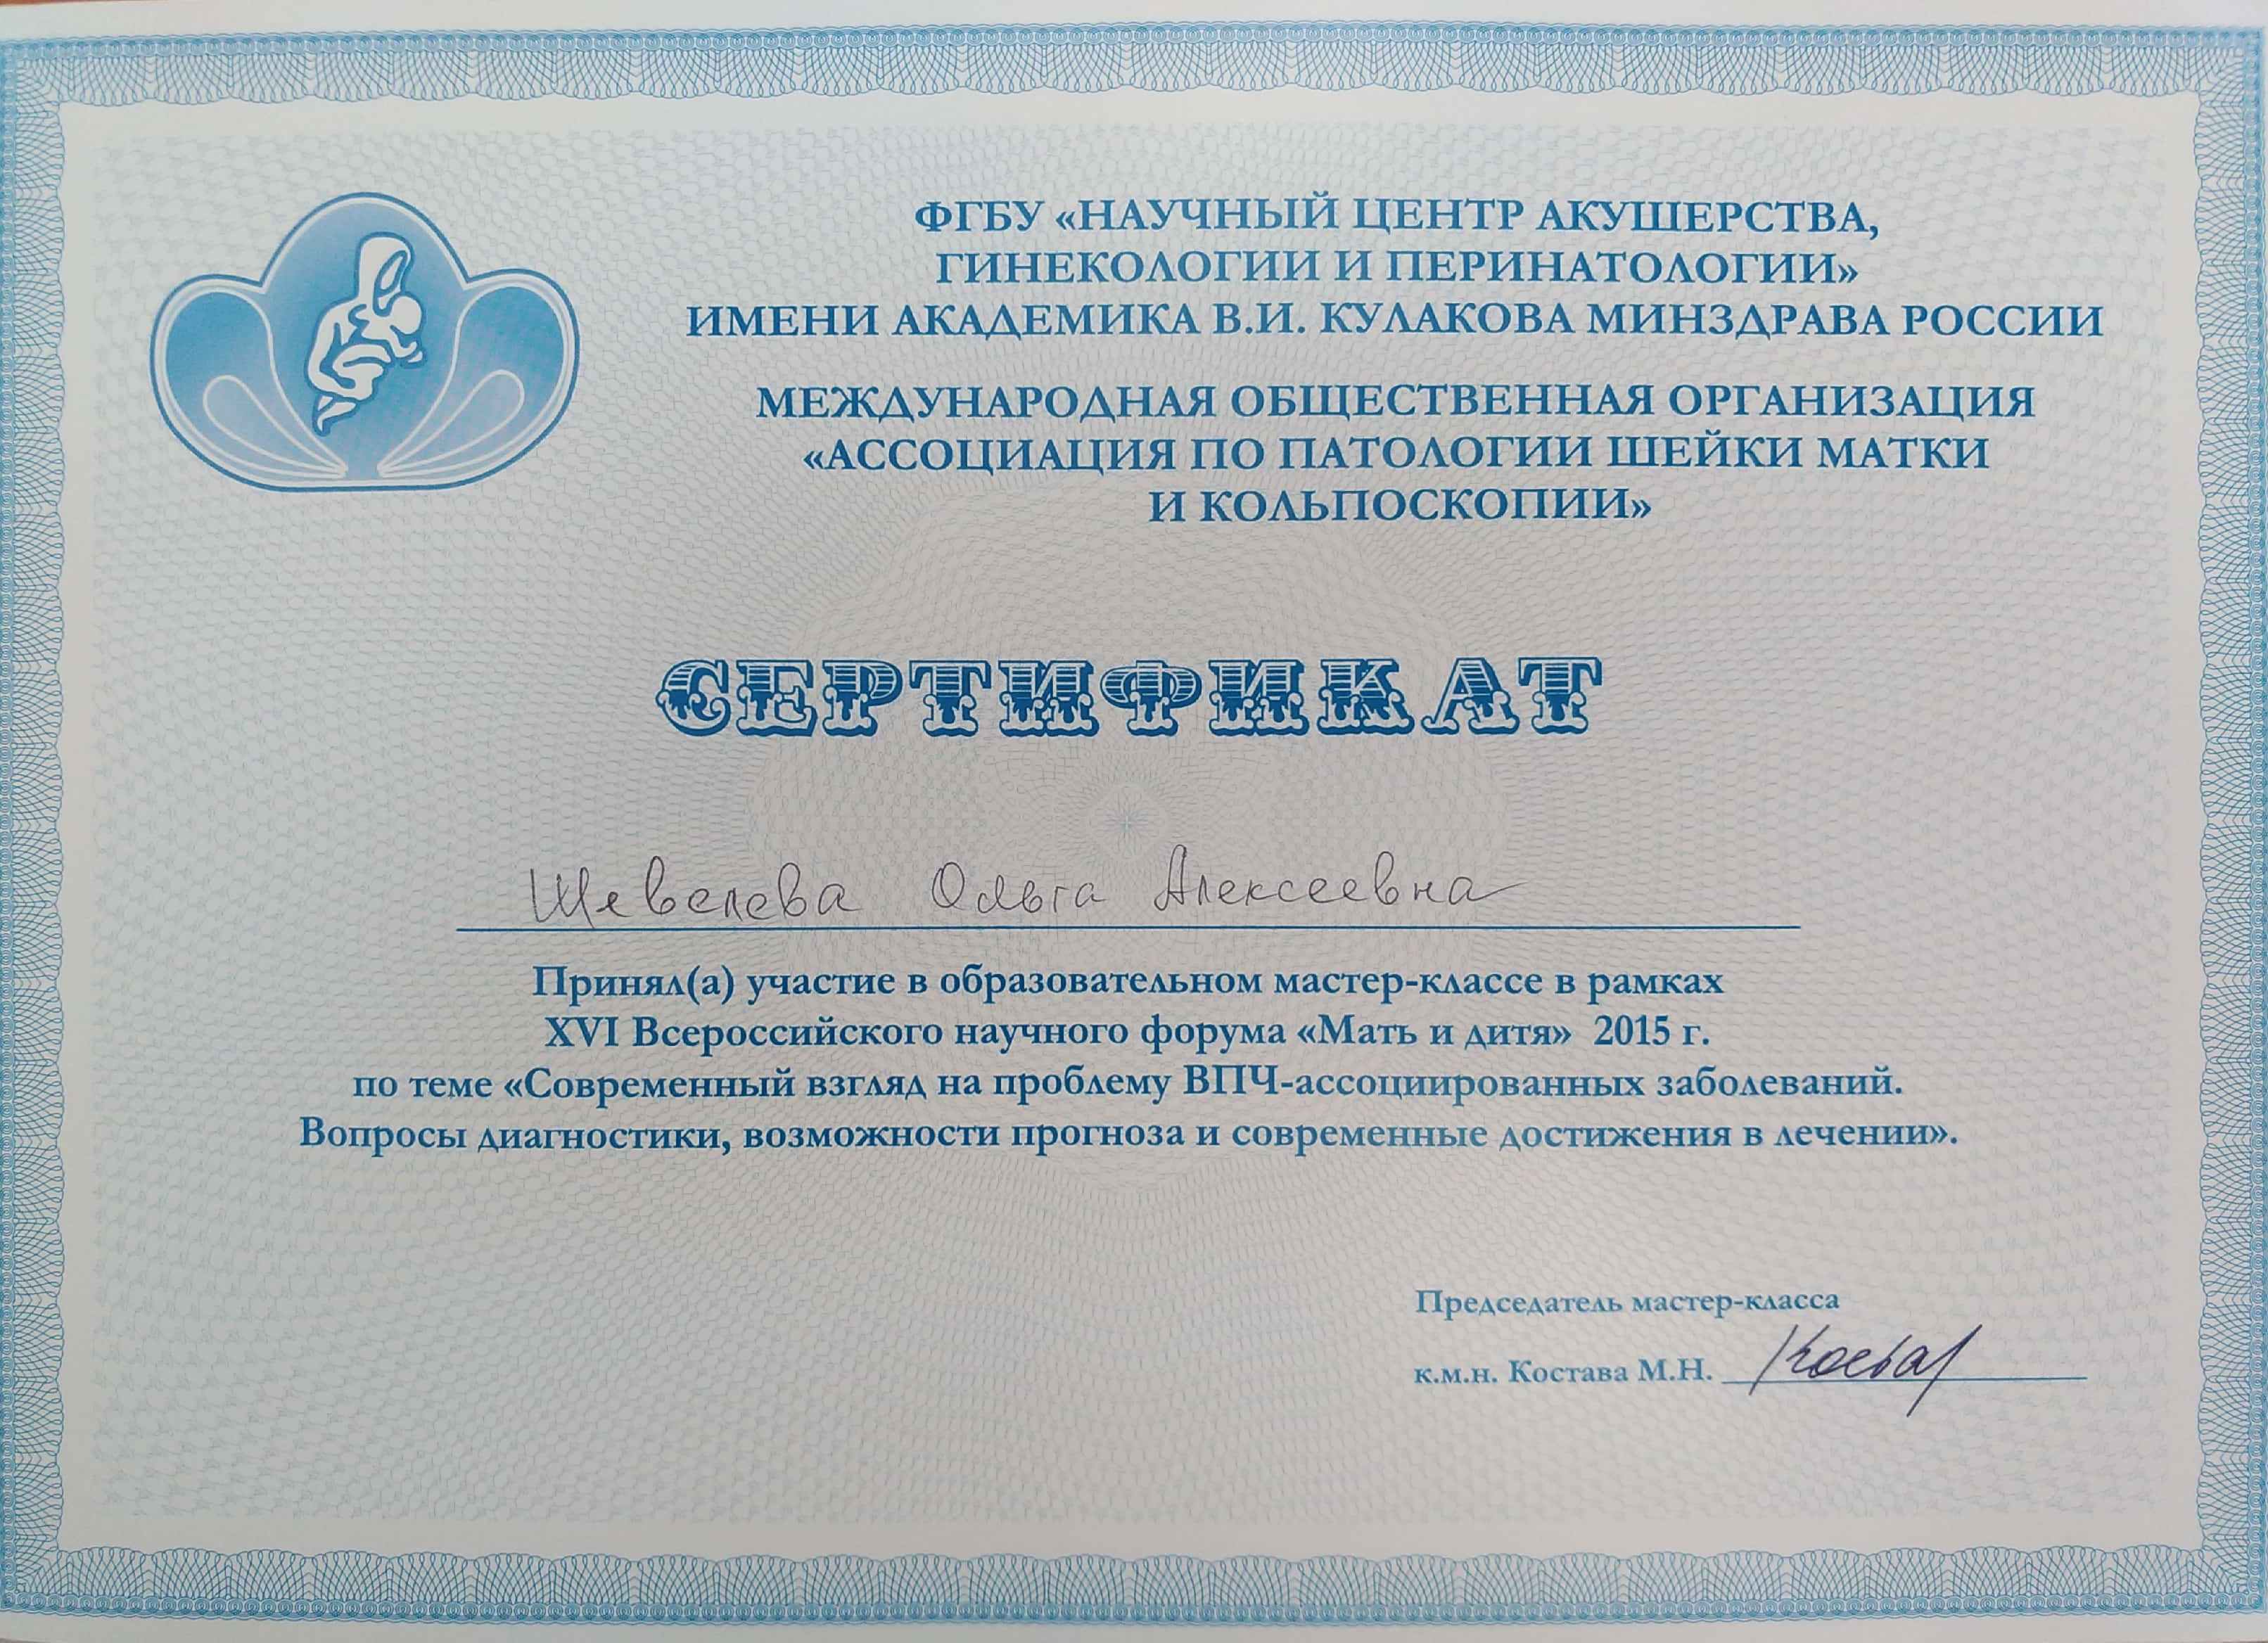 ФГБУ «НАУЧНЫЙ ЦЕНТР АКУШЕРСТВА,
ГИНЕКОЛОГИИ И ПЕРИНАТОЛОГИИ»
ИМЕНИ АКАДЕМИКА В.И. КУЛАКОВА МИНЗДРАВА РОССИИ
МЕЖДУНАРОДНАЯ ОБЩЕСТВЕННАЯ ОРГАНИЗАЦИЯ
«АССОЦИАЦИЯ ПО ПАТОЛОГИИ ШЕЙКИ МАТКИ
И КОЛЬПОСКОПИИ»
СЕРТИФИКАТ
Шевелева Ольга Алексеевна
Принял(а) участие в образовательном мастер-классе в рамках
XVI Всероссийского научного форума «Мать и дитя» 2015 г.
по теме «Современный взгляд на проблему ВПЧ-ассоциированных заболеваний.
Вопросы диагностики, возможности прогноза и современные достижения в лечении».
Председатель мастер-класса
к.м.н. Костава М.Н.